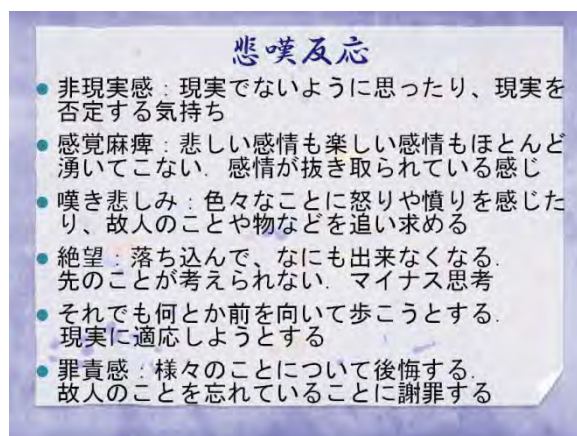 悲嘆反応
● 非現実感：現実でないように思ったり、現実を
否定する気持ち
● 感覚麻痺：悲しい感情も楽しい感情もほとんど
湧いてこない．感情が抜き取られている感じ
● 嘆き悲しみ：色々なことに怒りや憤りを感じた
り、故人のことや物などを追い求める
● 絶望：落ち込んで、なにも出来なくなる．
先のことが考えられない．マイナス思考
● それでも何とか前を向いて歩こうとする．
現実に適応しようとする
● 罪責感：様々のことについて後悔する．
故人のことを忘れていることに謝罪する